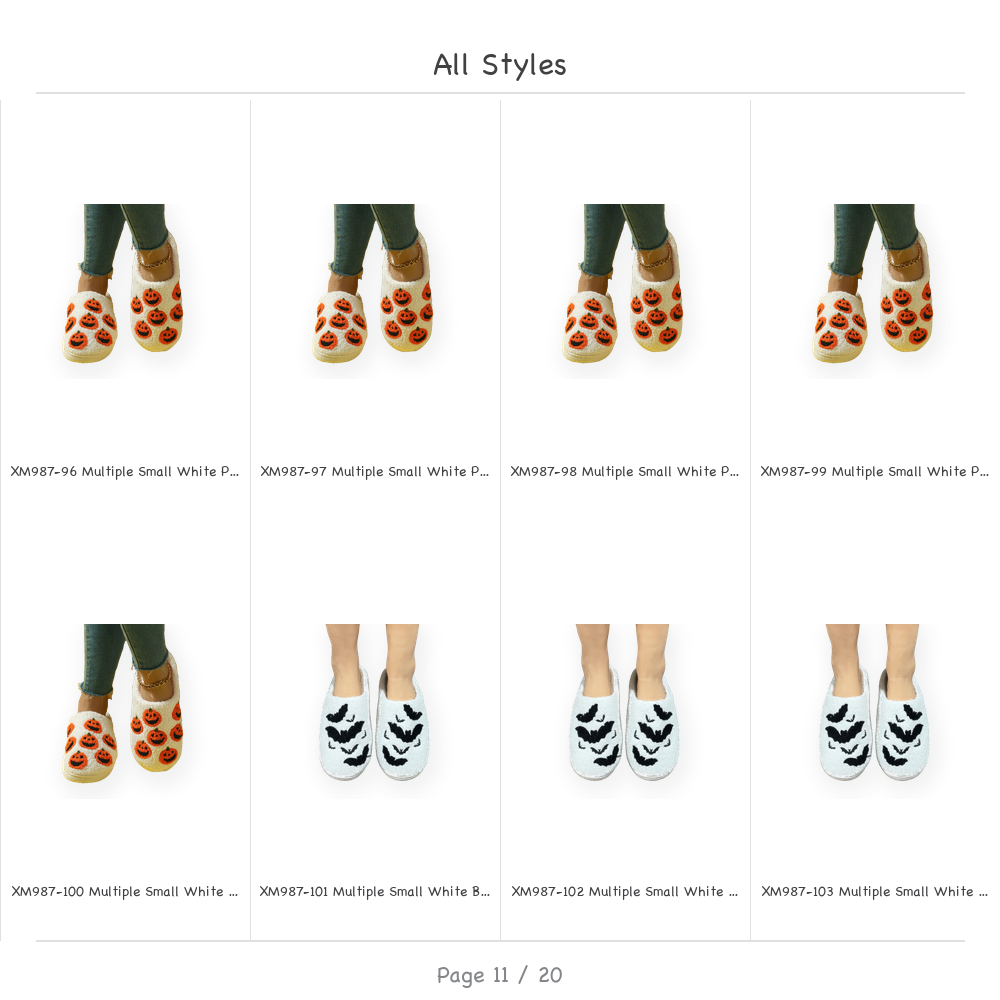 All Styles
XM987-96 Multiple Small White P...
XM987-97 Multiple Small White P...
XM987-98 Multiple Small White P...
XM987-99 Multiple Small White P...
XM987-100 Multiple Small White ...
XM987-101 Multiple Small White B...
XM987-102 Multiple Small White ...
XM987-103 Multiple Small White ...
Page 11 / 20